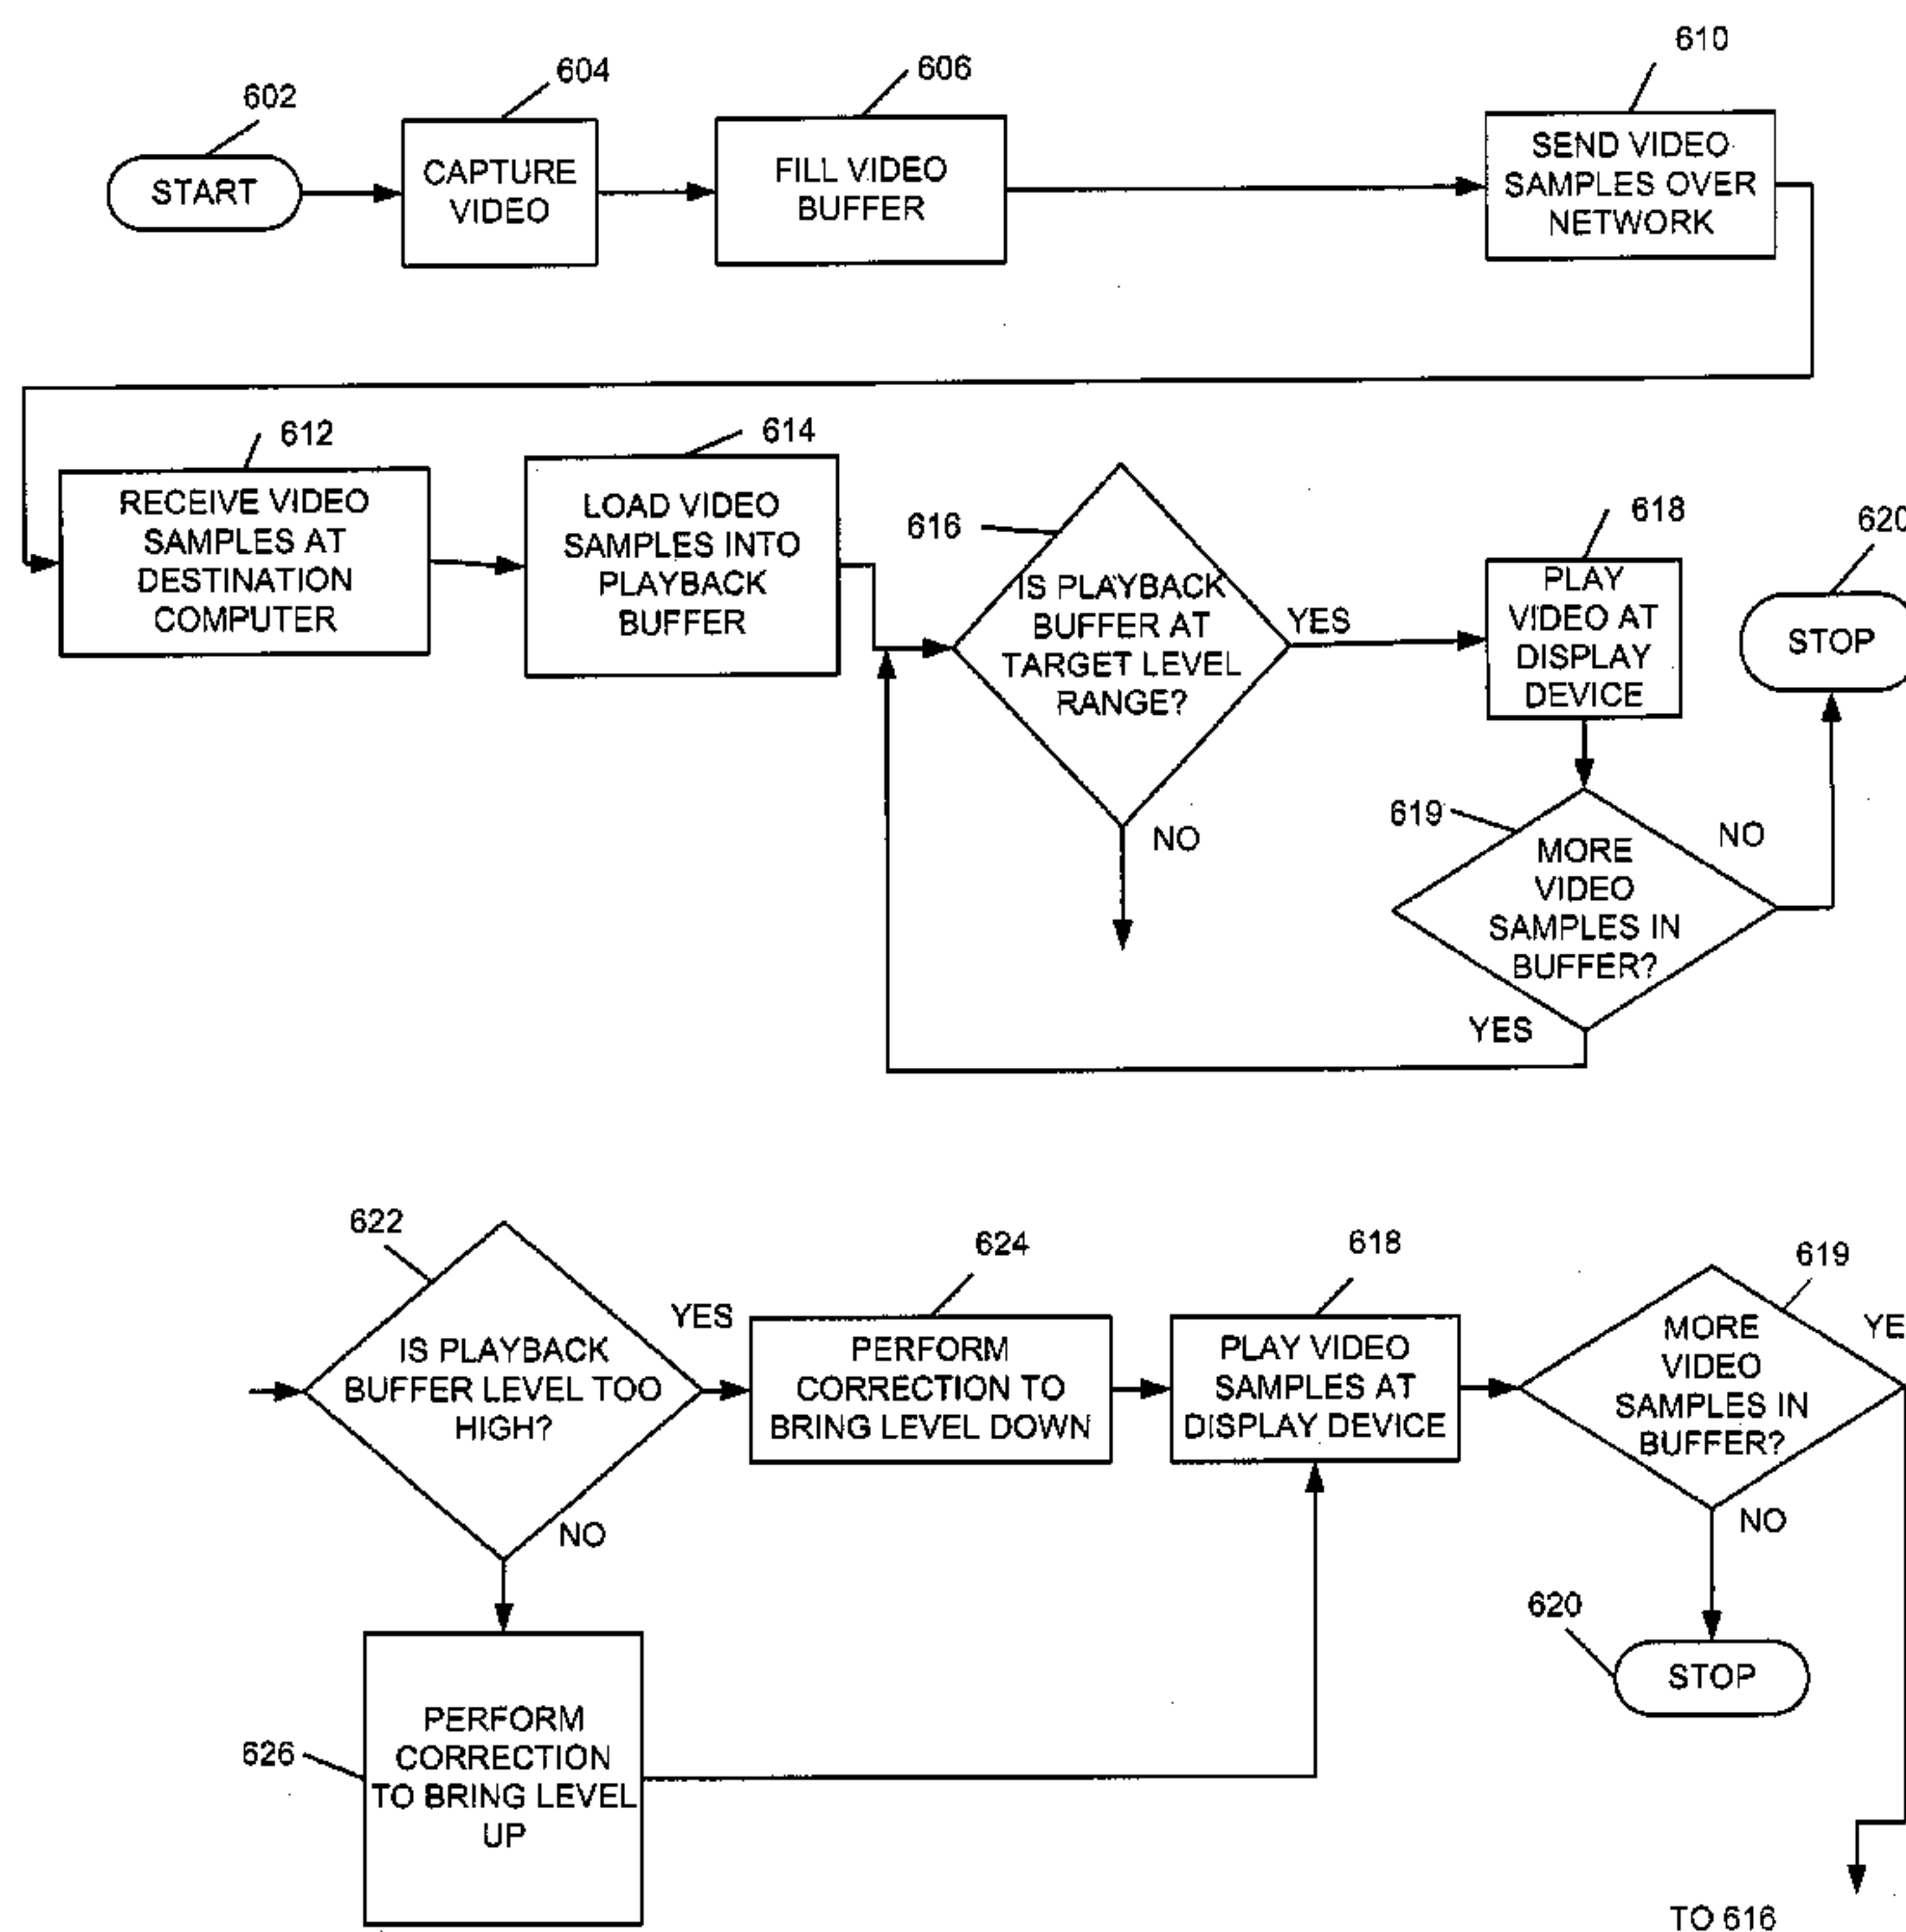 602
604
606
610
START
CAPTURE
VIDEO
FILL VIDEO
BUFFER
SEND VIDEO
SAMPLES OVER
NETWORK
612
614
616
618
620
RECEIVE VIDEO
SAMPLES AT
DESTINATION
COMPUTER
LOAD VIDEO
SAMPLES INTO
PLAYBACK
BUFFER
IS PLAYBACK
BUFFER AT
TARGET LEVEL
RANGE?
YES
NO
PLAY
VIDEO AT
DISPLAY
DEVICE
STOP
619
MORE
VIDEO
SAMPLES IN
BUFFER?
NO
YES
622
624
618
619
IS PLAYBACK
BUFFER LEVEL TOO
HIGH?
YES
NO
PERFORM
CORRECTION TO
BRING LEVEL DOWN
PLAY VIDEO
SAMPLES AT
DISPLAY DEVICE
MORE
VIDEO
SAMPLES IN
BUFFER?
YE
NO
620
STOP
626
PERFORM
CORRECTION
TO BRING LEVEL
UP
TO 616